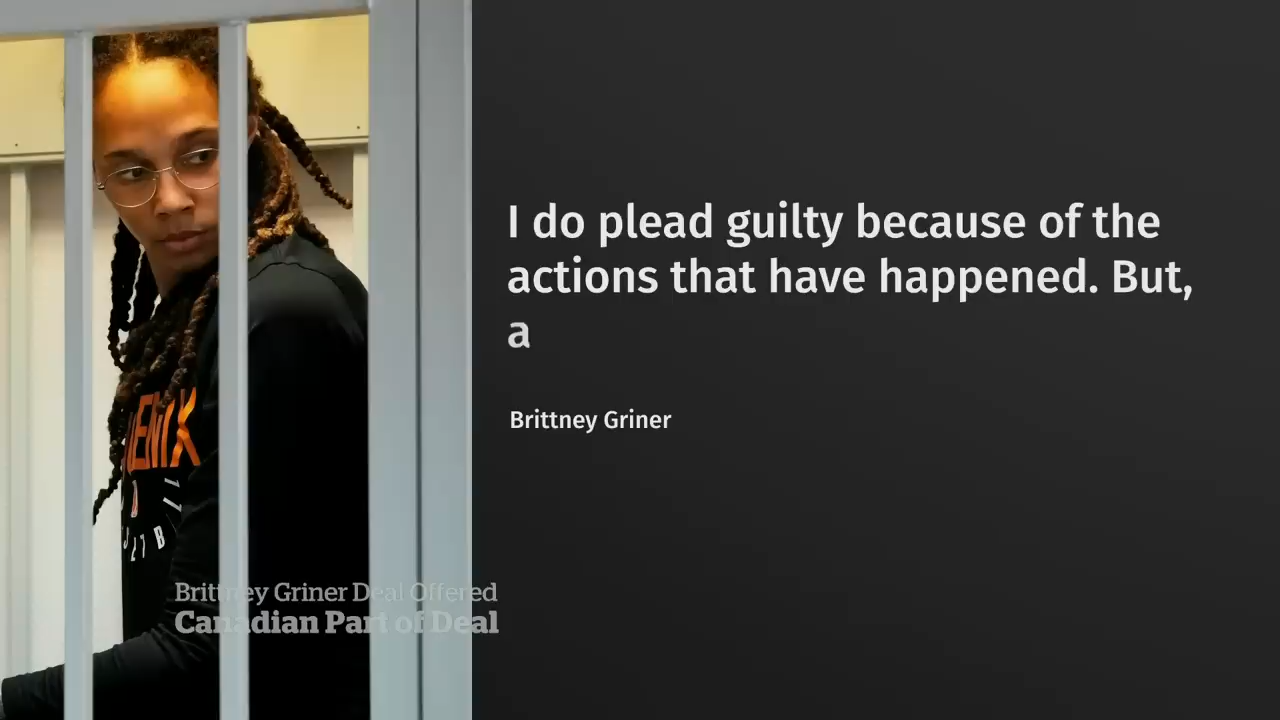 I do plead guilty because of the
actions that have happened. But,
a
Brittney Griner
Brittney Griner Deal Offered
Canadian Part of Deal